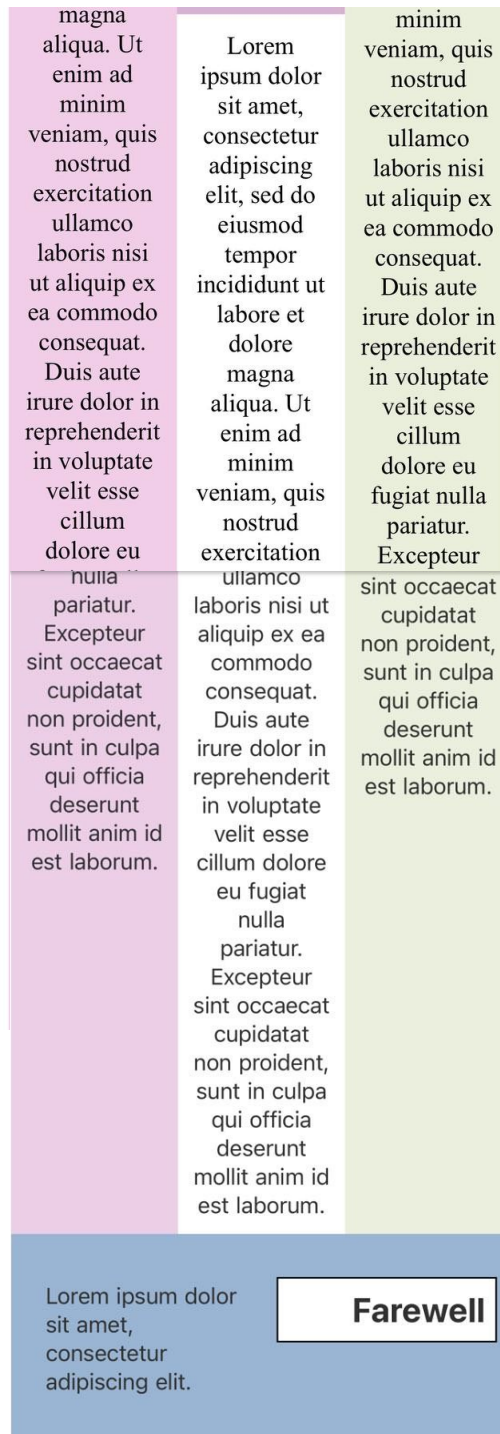 magna
aliqua. Ut
enim ad
minim
veniam, quis
nostrud
exercitation
ullamco
laboris nisi
ut aliquip ex
ea commodo
consequat.
Duis aute
irure dolor in
reprehenderit
in voluptate
velit esse
cillum
dolore eu
nulla
pariatur.
Excepteur
sint occaecat
cupidatat
non proident,
sunt in culpa
qui officia
deserunt
mollit anim id
est laborum.
Lorem
ipsum dolor
sit amet,
consectetur
adipiscing
elit, sed do
eiusmod
tempor
incididunt ut
labore et
dolore
magna
aliqua. Ut
enim ad
minim
veniam, quis
nostrud
exercitation
ullamco
laboris nisi ut
aliquip ex ea
commodo
consequat.
Duis aute
irure dolor in
reprehenderit
in voluptate
velit esse
cillum dolore
eu fugiat
nulla
pariatur.
Excepteur
sint occaecat
cupidatat
non proident,
sunt in culpa
qui officia
deserunt
mollit anim id
est laborum.
minim
veniam, quis
nostrud
exercitation
ullamco
laboris nisi
ut aliquip ex
ea commodo
consequat.
Duis aute
irure dolor in
reprehenderit
in voluptate
velit esse
cillum
dolore eu
fugiat nulla
pariatur.
Excepteur
sint occaecat
cupidatat
non proident,
sunt in culpa
qui officia
deserunt
mollit anim id
est laborum.
Lorem ipsum dolor
sit amet,
consectetur
adipiscing elit.
Farewell